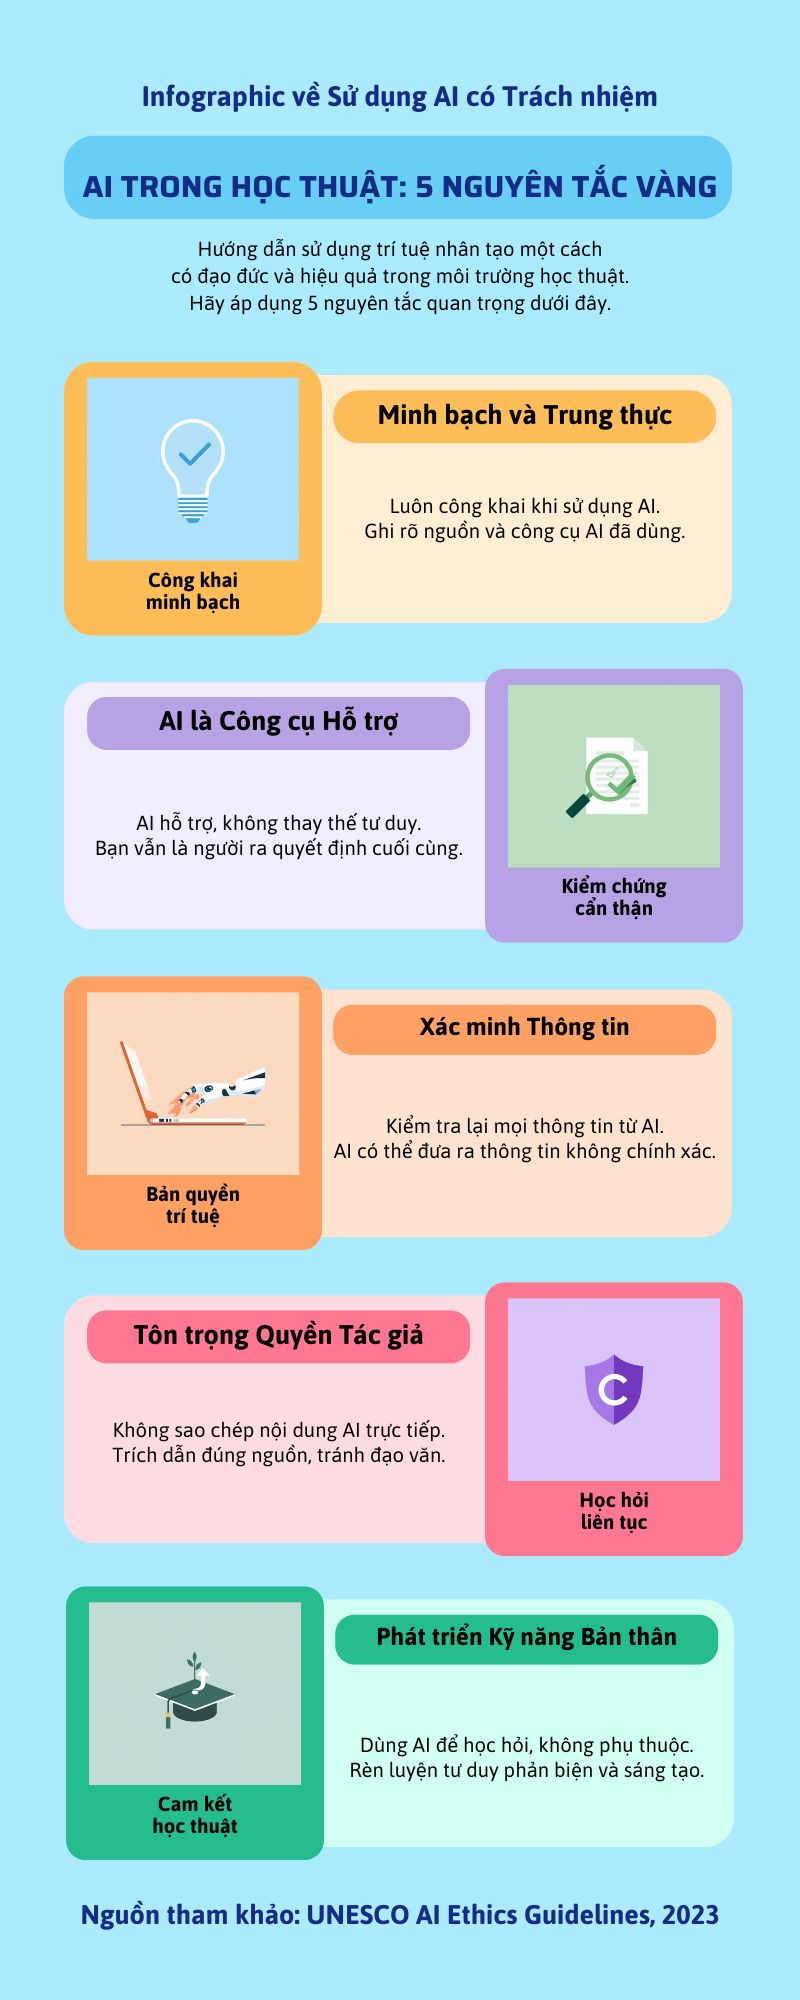 Infographic về Sử dụng AI có Trách nhiệm
AI TRONG HỌC THUẬT: 5 NGUYÊN TẮC VÀNG
Hướng dẫn sử dụng trí tuệ nhân tạo một cách
có đạo đức và hiệu quả trong môi trường học thuật.
Hãy áp dụng 5 nguyên tắc quan trọng dưới đây.
Công khai
minh bạch
Minh bạch và Trung thực
Luôn công khai khi sử dụng AI.
Ghi rõ nguồn và công cụ AI đã dùng.
AI là Công cụ Hỗ trợ
AI hỗ trợ, không thay thế tư duy.
Bạn vẫn là người ra quyết định cuối cùng.
Kiểm chứng
cẩn thận
Bản quyền
trí tuệ
Xác minh Thông tin
Kiểm tra lại mọi thông tin từ AI.
AI có thể đưa ra thông tin không chính xác.
Tôn trọng Quyền Tác giả
Không sao chép nội dung AI trực tiếp.
Trích dẫn đúng nguồn, tránh đạo văn.
C
Học hỏi
liên tục
Cam kết
học thuật
Phát triển Kỹ năng Bản thân
Dùng AI để học hỏi, không phụ thuộc.
Rèn luyện tư duy phản biện và sáng tạo.
Nguồn tham khảo: UNESCO AI Ethics Guidelines, 2023